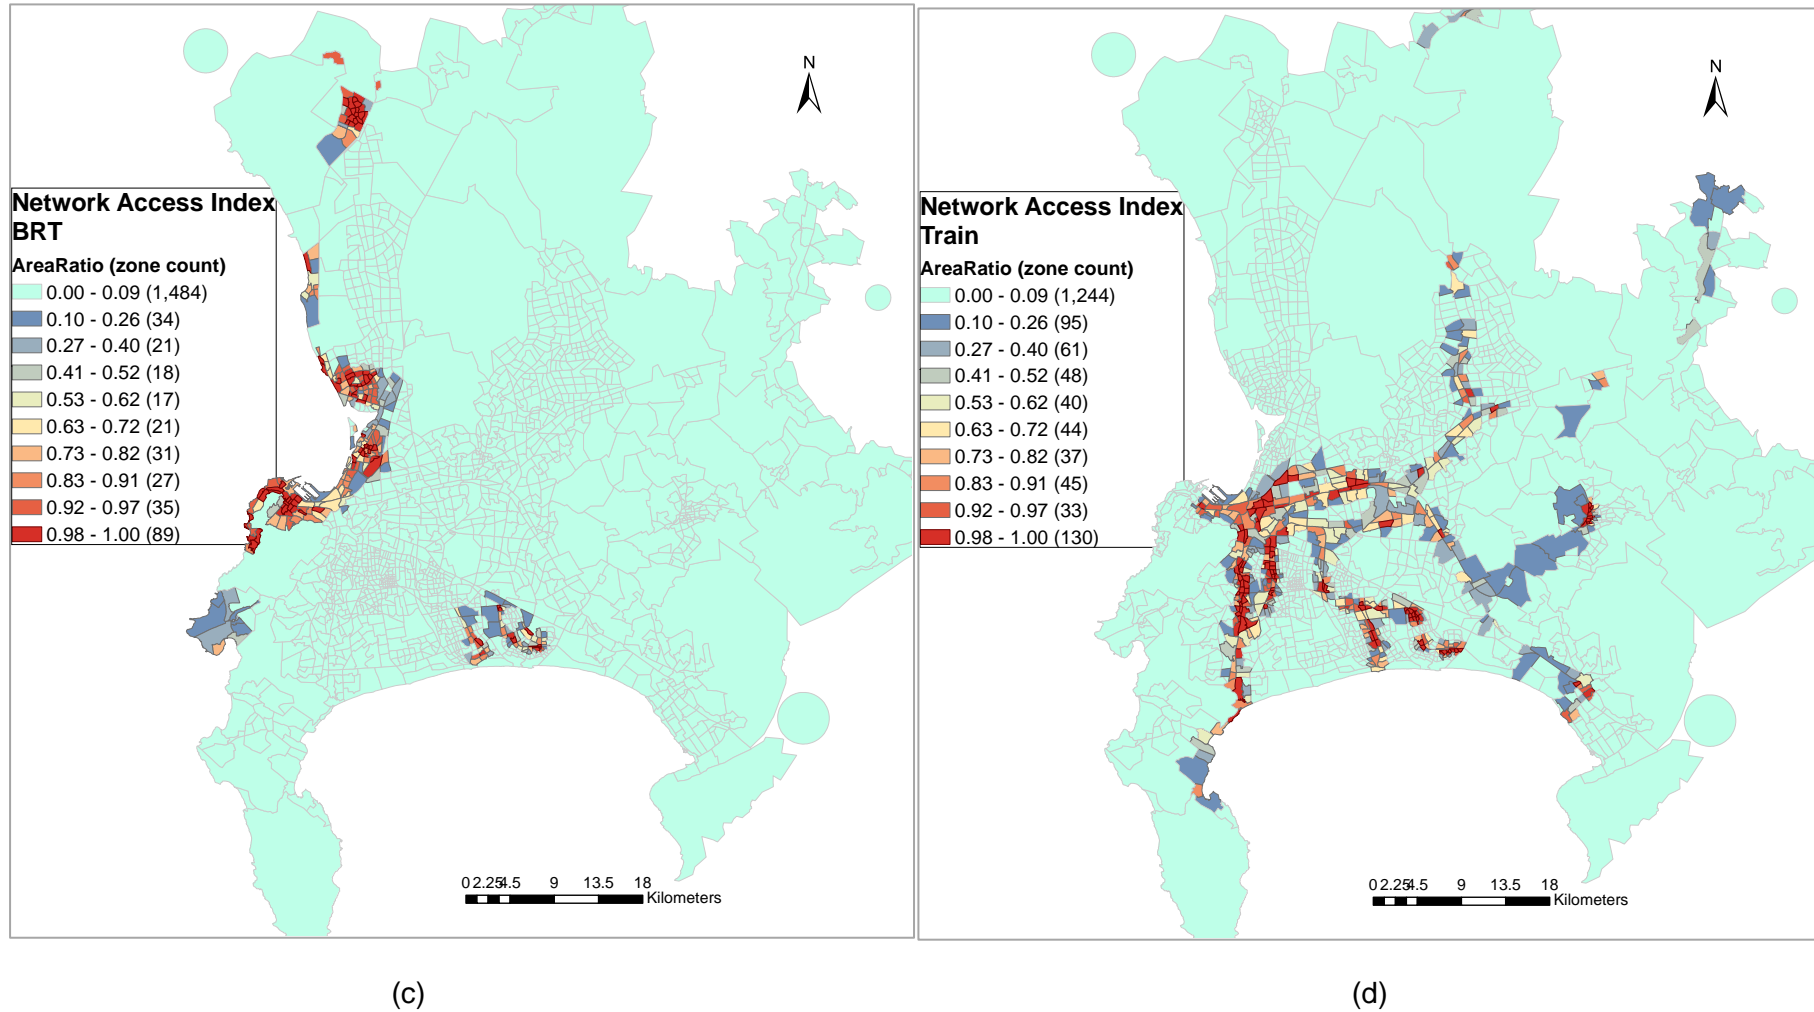 N
Network Access Index
BRT
AreaRatio (zone count)
0.00 - 0.09 (1,484)
0.10 - 0.26 (34)
0.27 - 0.40 (21)
0.41 - 0.52 (18)
0.53 - 0.62 (17)
0.63 - 0.72 (21)
0.73 - 0.82 (31)
0.83 - 0.91 (27)
0.92 - 0.97 (35)
0.98 - 1.00 (89)
0 2.25 4.5 9 13.5 18
Kilometers
(c)
N
Network Access Index
Train
AreaRatio (zone count)
0.00 - 0.09 (1,244)
0.10 - 0.26 (95)
0.27 - 0.40 (61)
0.41 - 0.52 (48)
0.53 - 0.62 (40)
0.63 - 0.72 (44)
0.73 - 0.82 (37)
0.83 - 0.91 (45)
0.92 - 0.97 (33)
0.98 - 1.00 (130)
0 2.25 4.5 9 13.5 18
Kilometers
(d)